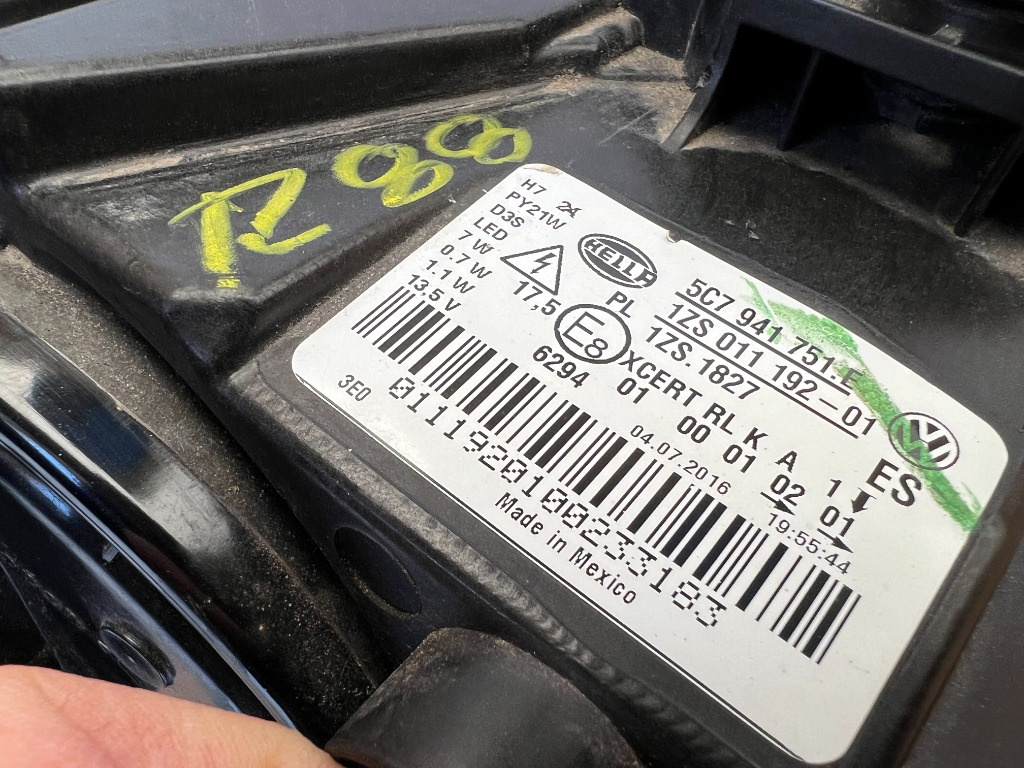 H7 24
PY21W
D3S
LED
7 W
0.7 W
1.1 W
13.5 V
17,5
HELLA
PL
E8
6294
5C7 941 751.E
1ZS 011 192-01
1ZS.1827
XCERT RL K A 1
01 00 01 02 01
ES
04.07.2016 19:55:44
3E0
0111920100233183
Made in Mexico